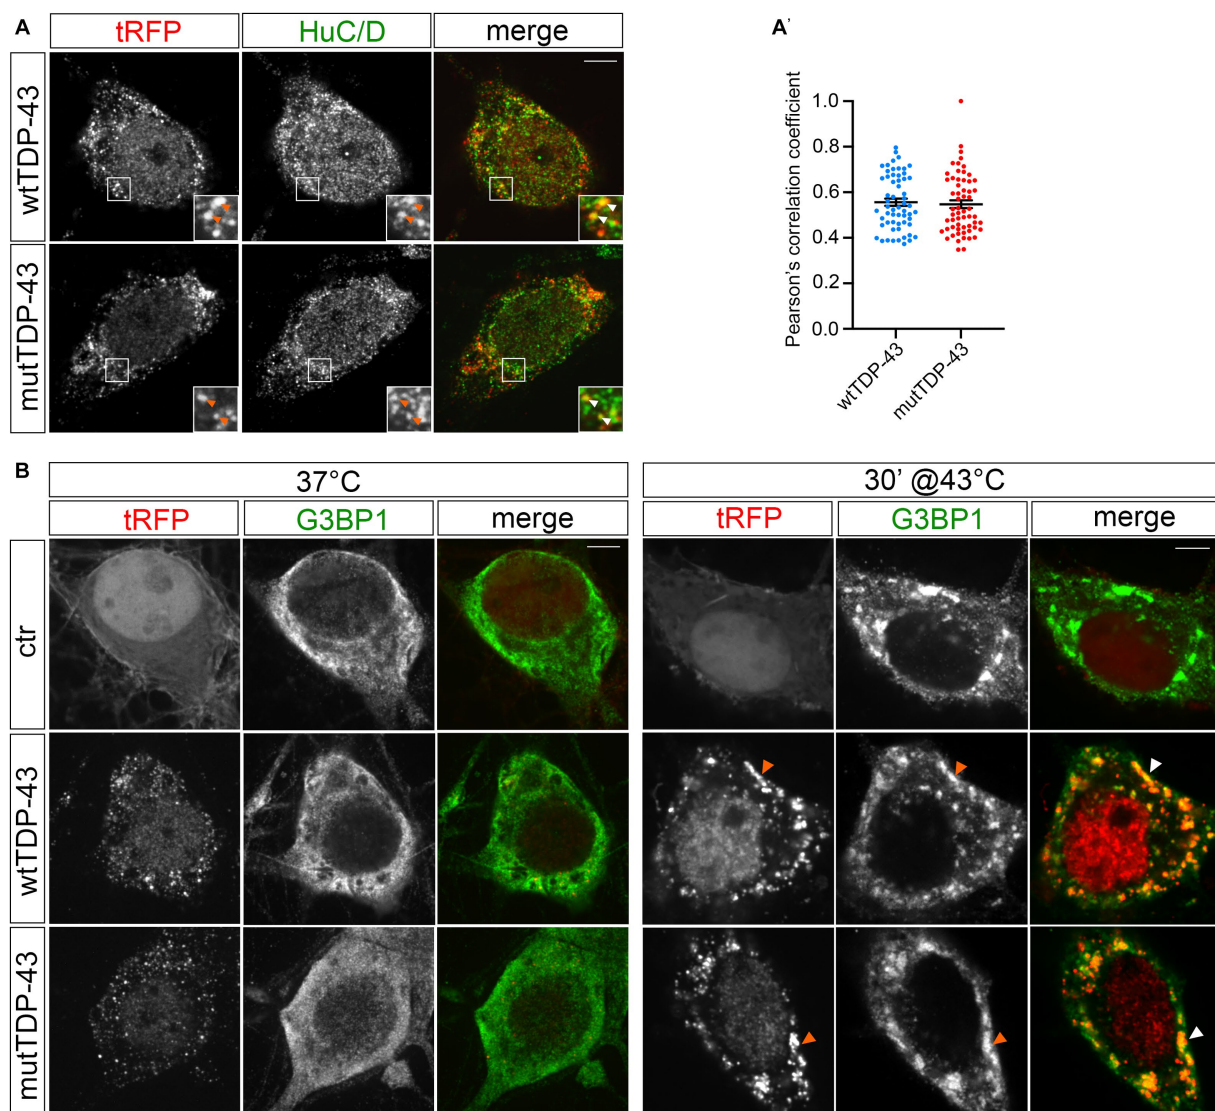 A
tRFP
HuC/D
merge
wtTDP-43
mutTDP-43
A'
Pearson's correlation coefficient
1.0
0.8
0.6
0.4
0.2
0.0
wtTDP-43
mutTDP-43
B
37°C
30' @43°C
tRFP
G3BP1
merge
tRFP
G3BP1
merge
ctr
wtTDP-43
mutTDP-43